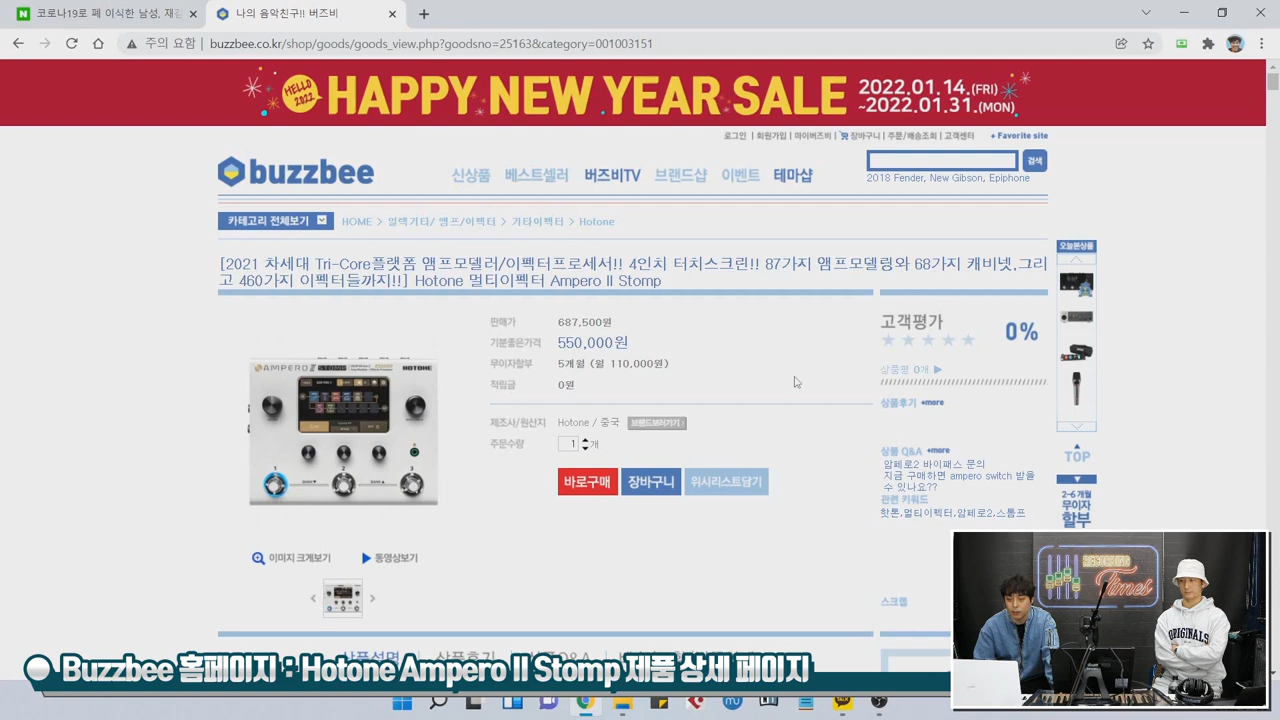 코로나19로 폐 이식한 남성, 재감
나의 음악친구!! 버즈비
주의 요함 | buzzbee.co.kr/shop/goods/goods_view.php?goodsno=25163&category=001003151
HELLO 2022
HAPPY NEW YEAR SALE
2022.01.14.(FRI)
~2022.01.31.(MON)
로그인 | 회원가입 | 마이버즈비 | 장바구니 | 주문/배송조회 | 고객센터 + Favorite site
buzzbee
신상품 베스트셀러 버즈비TV 브랜드샵 이벤트 테마샵
검색
2018 Fender, New Gibson, Epiphone
카테고리 전체보기
HOME > 일렉기타/ 앰프/이펙터 > 기타이펙터 > Hotone
오늘본상품
[2021 차세대 Tri-Core플랫폼 앰프모델러/이펙터프로세서!! 4인치 터치스크린!! 87가지 앰프모델링와 68가지 캐비넷,그리
고 460가지 이펙터들까지!!] Hotone 멀티이펙터 Ampero II Stomp
판매가 687,500원
기분좋은가격 550,000원
무이자할부 5개월 (월 110,000원)
적립금 0원
제조사/원산지 Hotone / 중국 브랜드보러가기
주문수량 1 개
바로구매 장바구니 위시리스트담기
고객평가 0%
상품평 0개 ▶
상품후기 +more
상품 Q&A +more
암페로2 바이패스 문의
지금 구매하면 ampero switch 받을
수 있나요??
관련 키워드
핫톤,멀티이펙터,암페로2,스톰프
스크랩
TOP
2-6 개월
무이자
할부
AMPERO II STOMP HOTONE
이미지 크게보기 동영상보기
상품설명 상품후기
RECORDING
Times
ORIGINALS
Buzzbee 홈페이지 : Hotone Ampero II Stomp 제품 상세 페이지